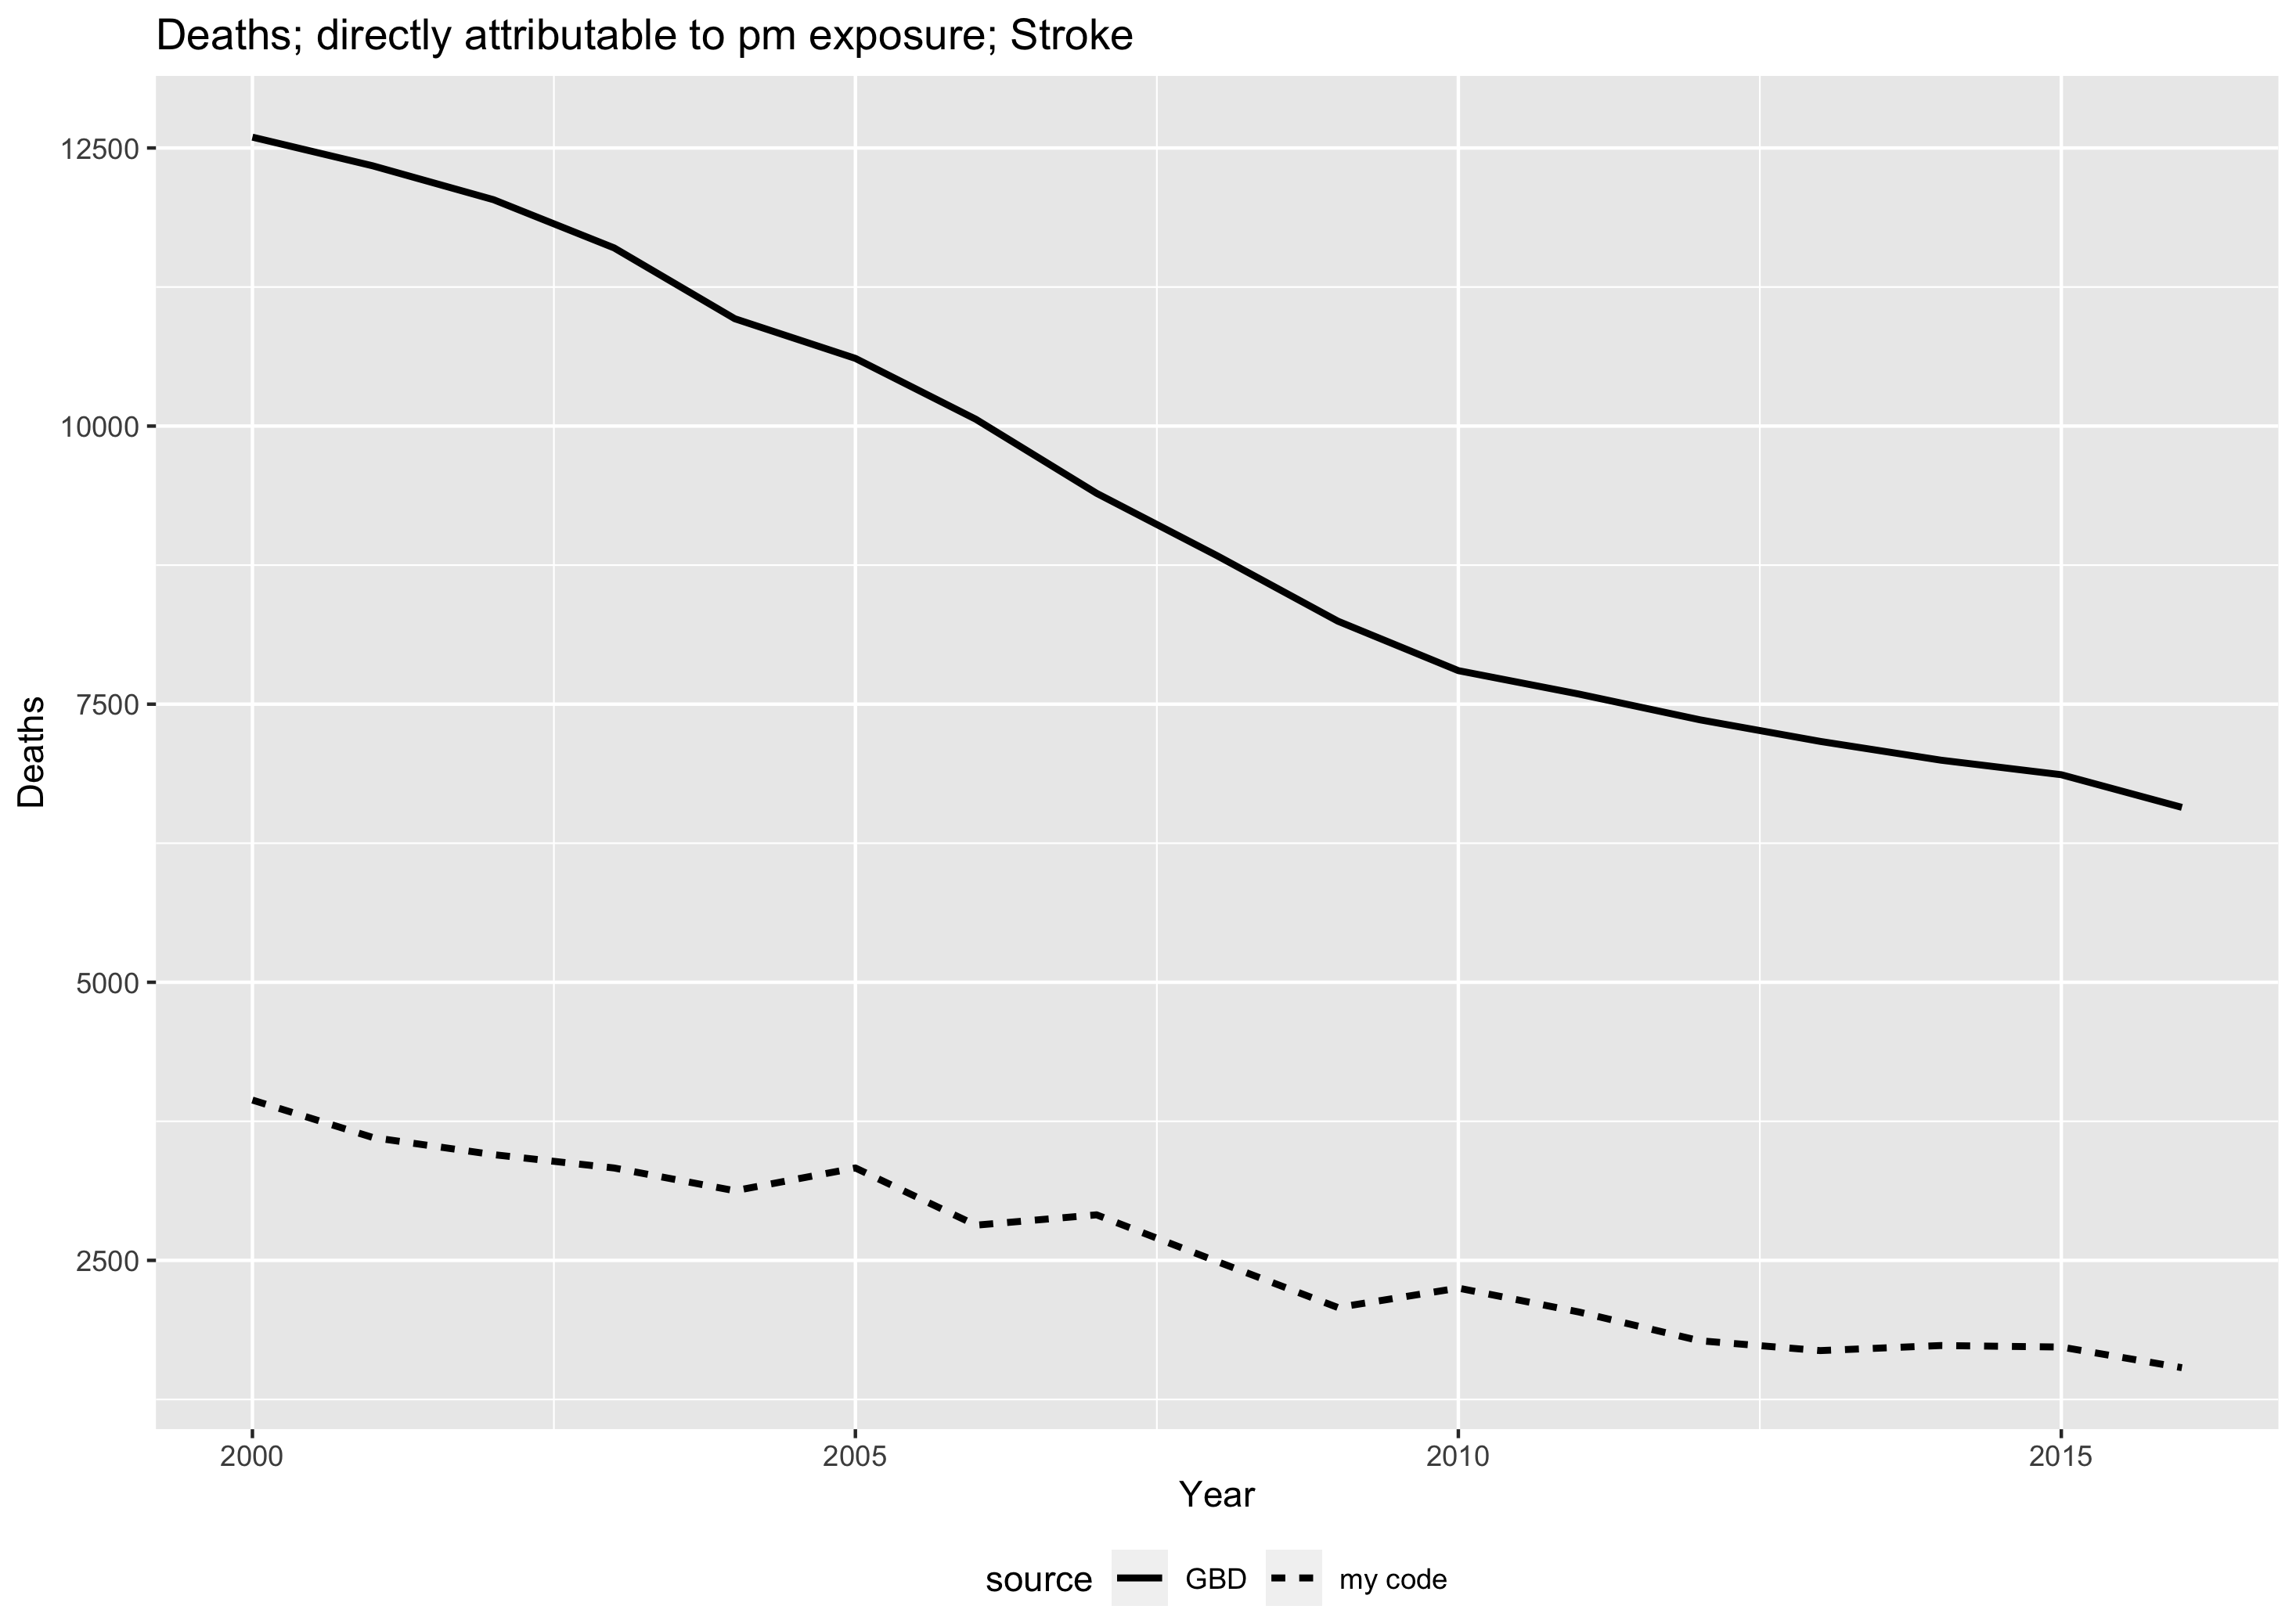 Deaths; directly attributable to pm exposure; Stroke
12500
10000
7500
5000
2500
Deaths
2000 2005 2010 2015
Year
source GBD my code